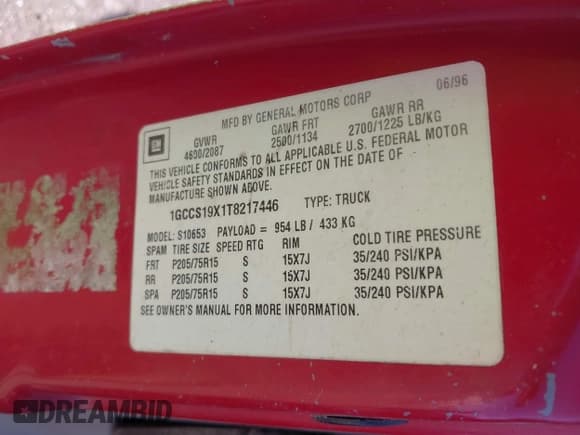 06/96
MFD BY GENERAL MOTORS CORP
GVWR GAWR FRT GAWR RR
4600/2087 2500/1134 2700/1225 LB/KG
THIS VEHICLE CONFORMS TO ALL APPLICABLE U.S. FEDERAL MOTOR
VEHICLE SAFETY STANDARDS IN EFFECT ON THE DATE OF
MANUFACTURE SHOWN ABOVE.
1GCCS19X1T8217446 TYPE: TRUCK
MODEL: S10653 PAYLOAD = 954 LB / 433 KG
SPAM TIRE SIZE SPEED RTG RIM COLD TIRE PRESSURE
FRT P205/75R15 S 15X7J 35/240 PSI/KPA
RR P205/75R15 S 15X7J 35/240 PSI/KPA
SPA P205/75R15 S 15X7J 35/240 PSI/KPA
SEE OWNER'S MANUAL FOR MORE INFORMATION.
GM
DREAMBID